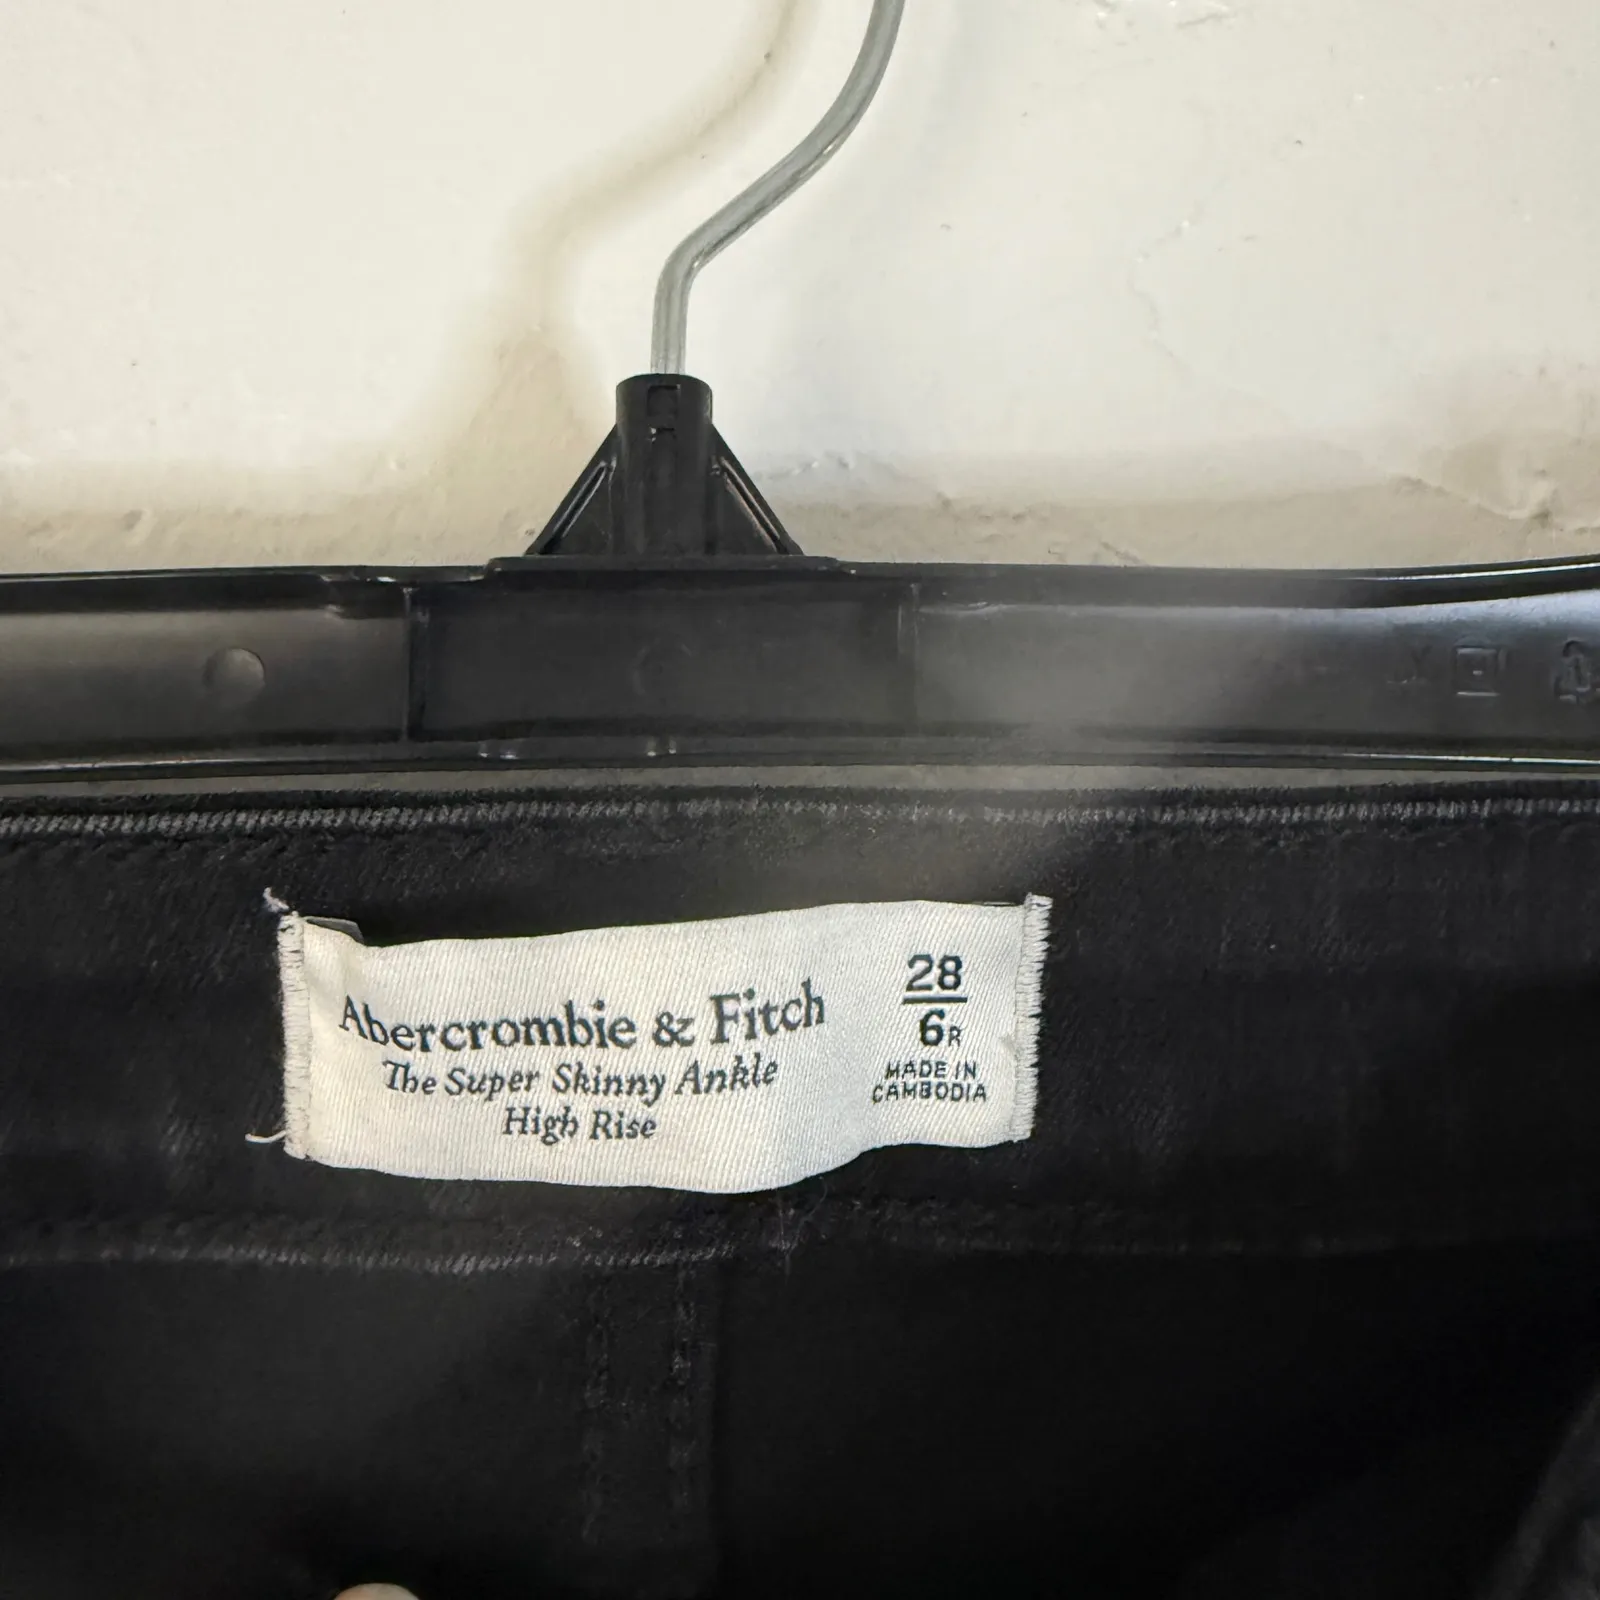 Abercrombie & Fitch
The Super Skinny Ankle
High Rise
28
6R
MADE IN
CAMBODIA